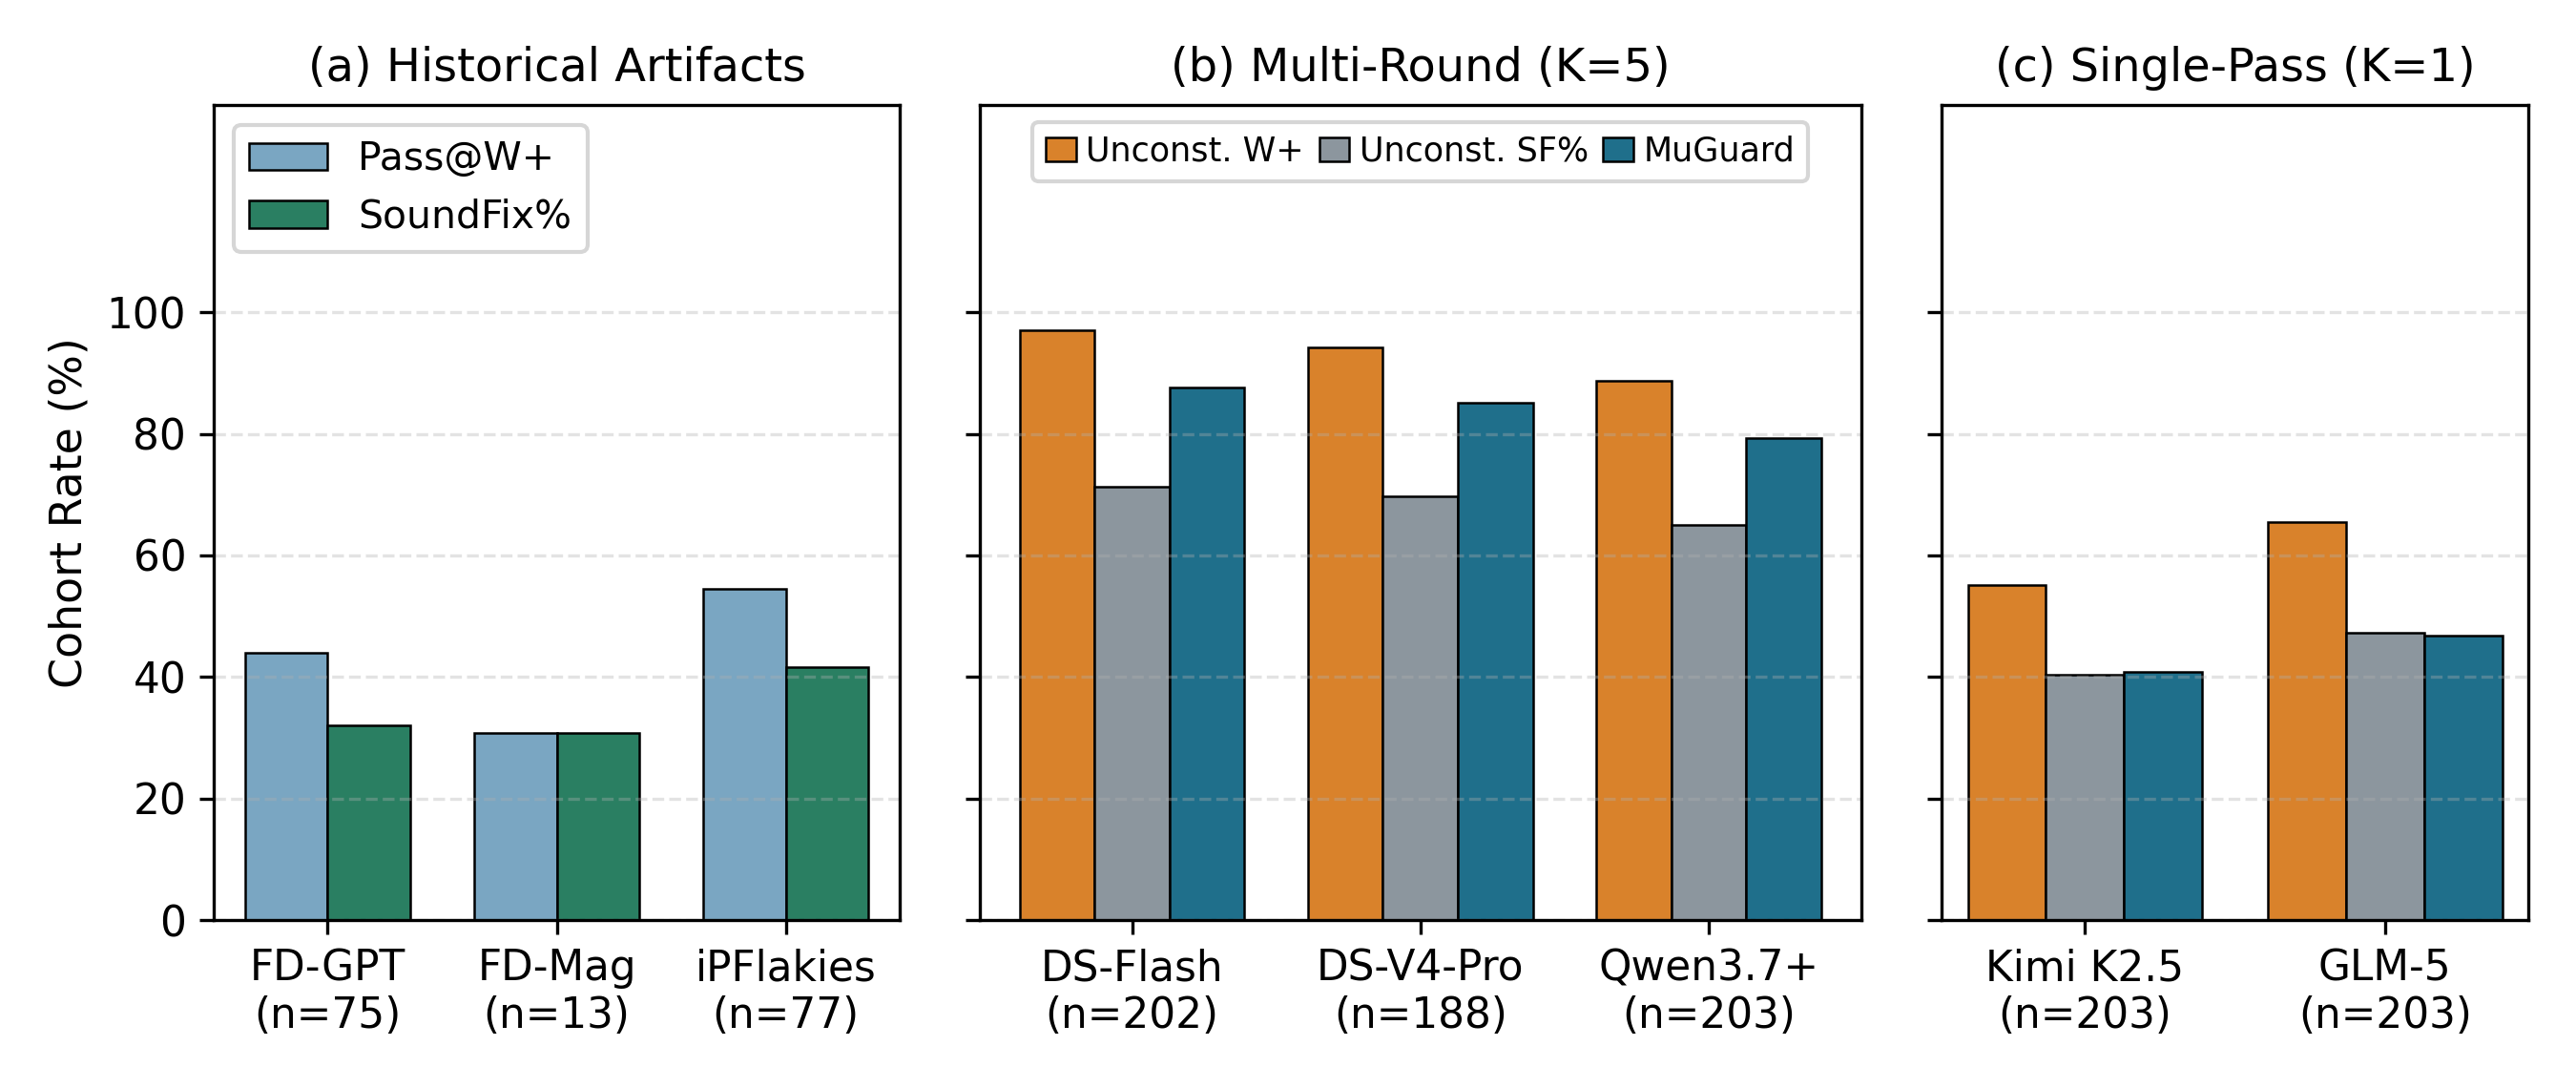 (a) Historical Artifacts
Pass@W+
SoundFix%
Cohort Rate (%)
100
80
60
40
20
0
FD-GPT
(n=75)
FD-Mag
(n=13)
iPFlakies
(n=77)
(b) Multi-Round (K=5)
Unconst. W+ Unconst. SF% MuGuard
DS-Flash
(n=202)
DS-V4-Pro
(n=188)
Qwen3.7+
(n=203)
(c) Single-Pass (K=1)
Kimi K2.5
(n=203)
GLM-5
(n=203)